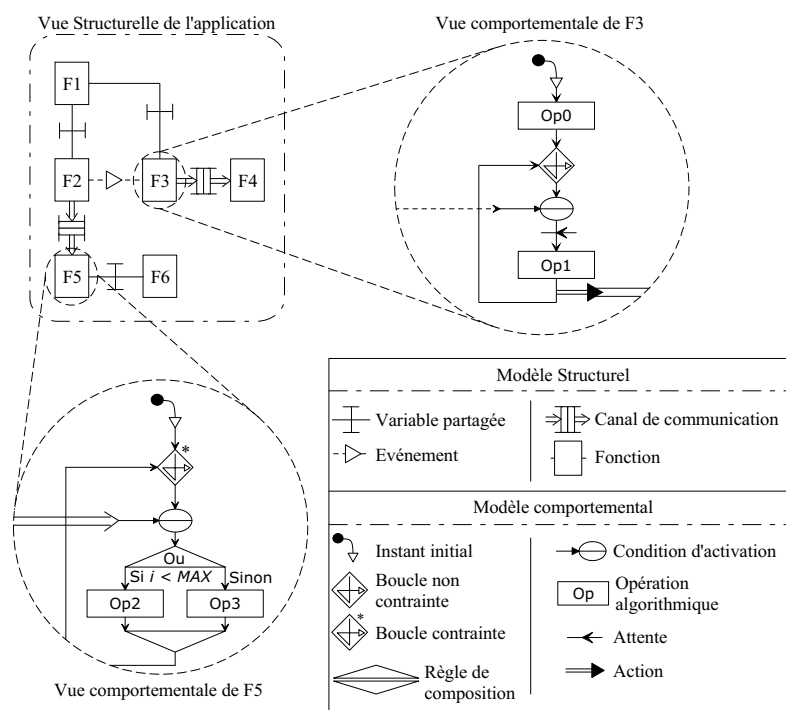 Vue Structurelle de l'application
Vue comportementale de F3
F1
F2
F3
F4
F5
F6
Op0
Op1
*
Ou
Si i < MAX
Sinon
Op2
Op3
Vue comportementale de F5
Modèle Structurel
Variable partagée
Canal de communication
Evénement
Fonction
Modèle comportemental
Instant initial
Condition d'activation
Boucle non
contrainte
Op
Opération
algorithmique
*
Boucle contrainte
Attente
Règle de
composition
Action